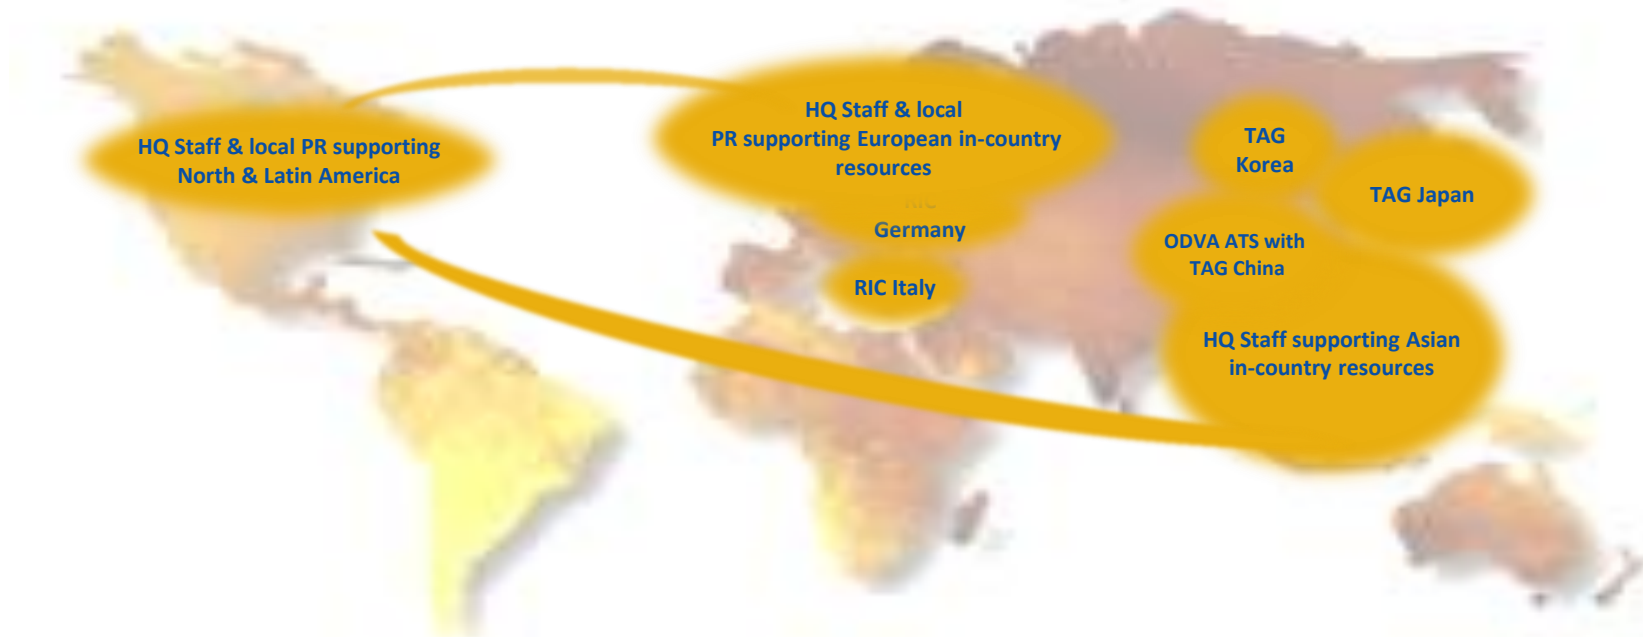 HQ Staff & local PR supporting
North & Latin America
HQ Staff & local
PR supporting European in-country
resources
RIC
Germany
RIC Italy
TAG
Korea
TAG Japan
ODVA ATS with
TAG China
HQ Staff supporting Asian
in-country resources